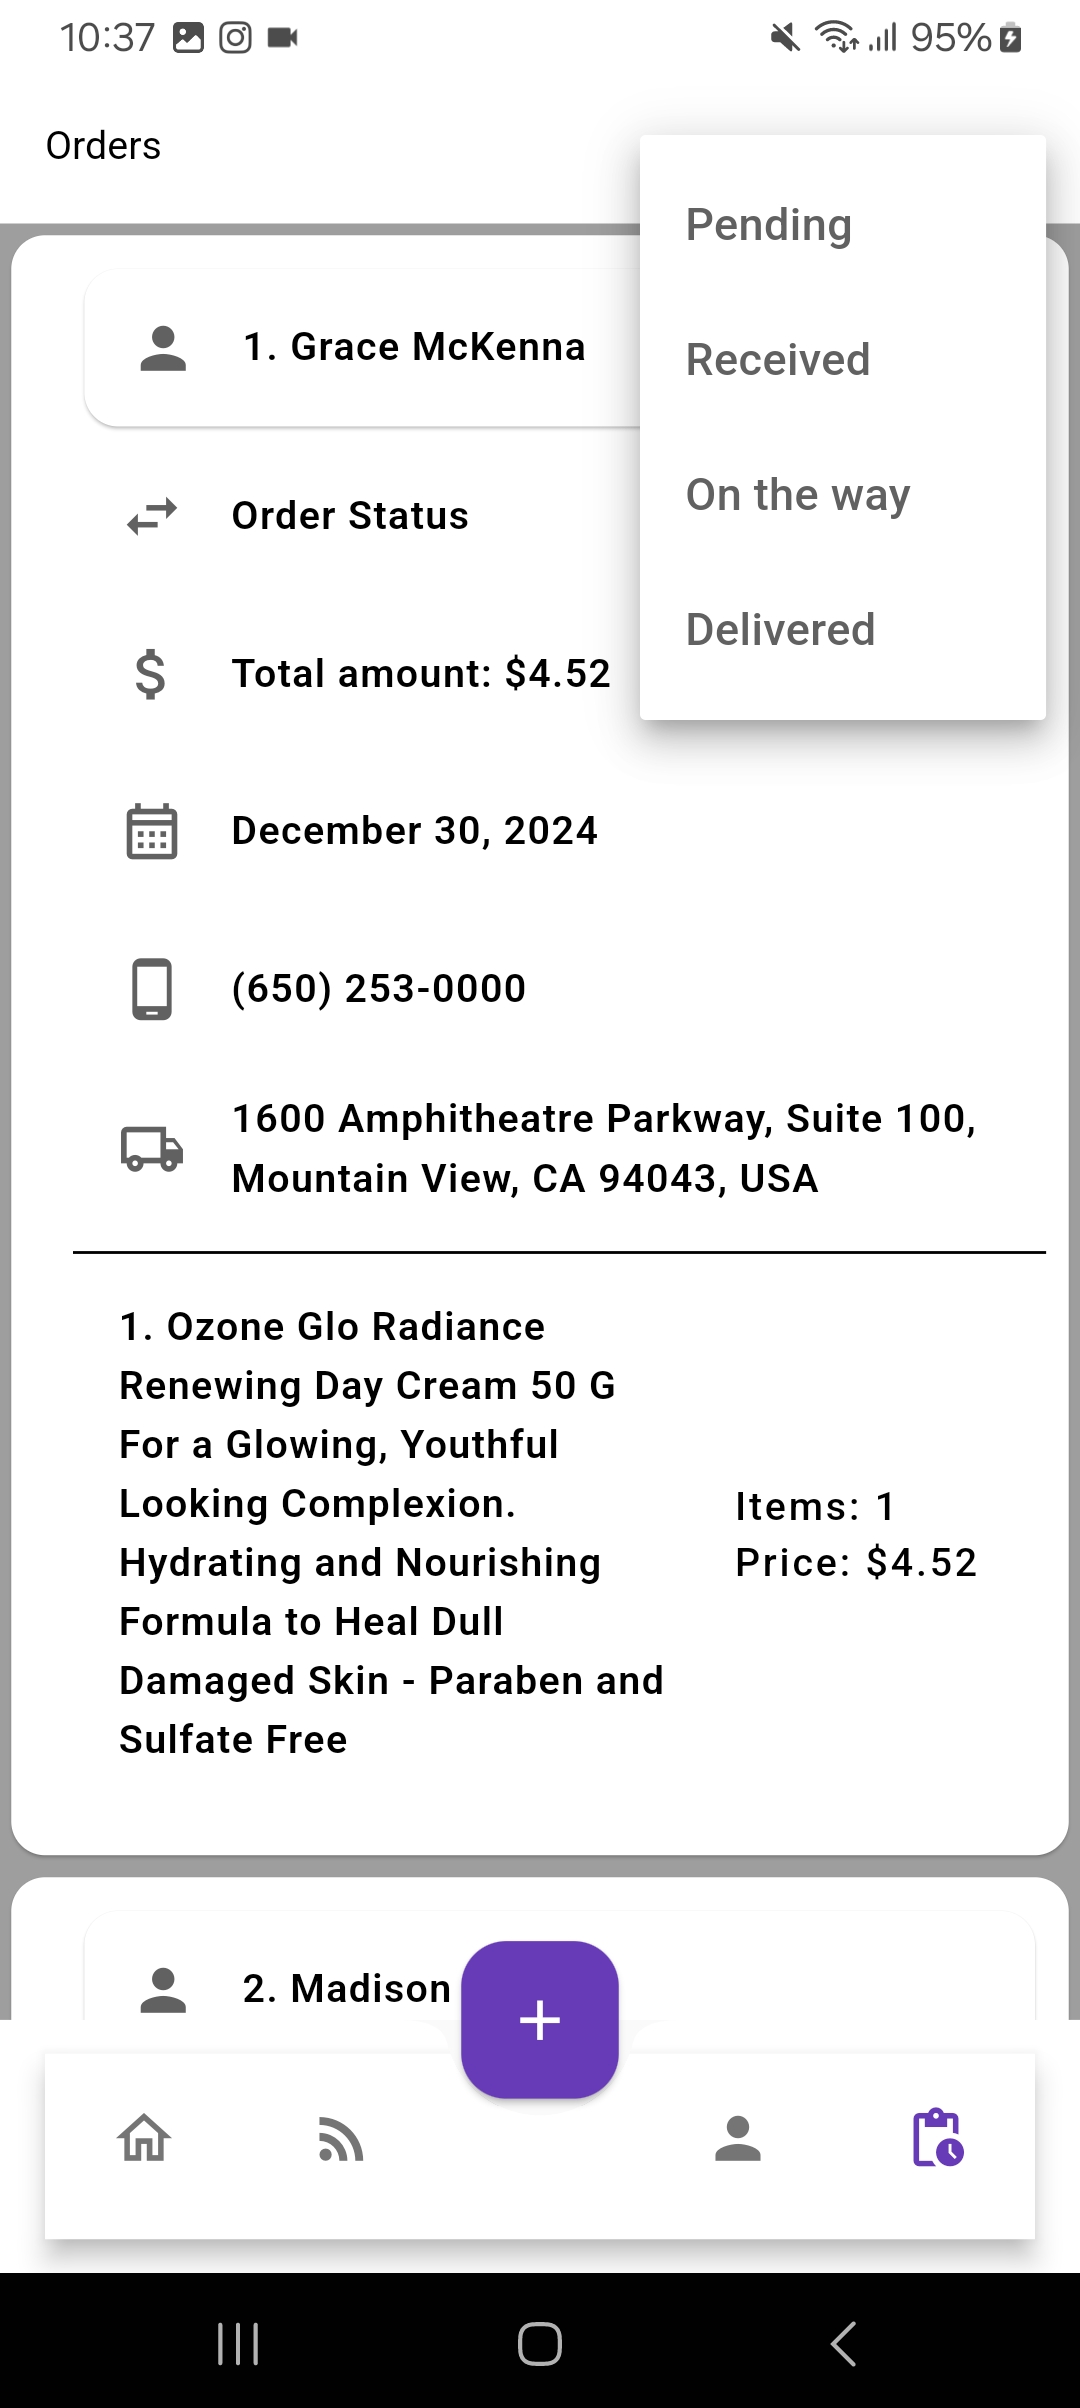 10:37
95%
Orders
Pending
Received
On the way
Delivered
1. Grace McKenna
Order Status
Total amount: $4.52
December 30, 2024
(650) 253-0000
1600 Amphitheatre Parkway, Suite 100,
Mountain View, CA 94043, USA
1. Ozone Glo Radiance
Renewing Day Cream 50 G
For a Glowing, Youthful
Looking Complexion.
Hydrating and Nourishing
Formula to Heal Dull
Damaged Skin - Paraben and
Sulfate Free
Items: 1
Price: $4.52
2. Madison